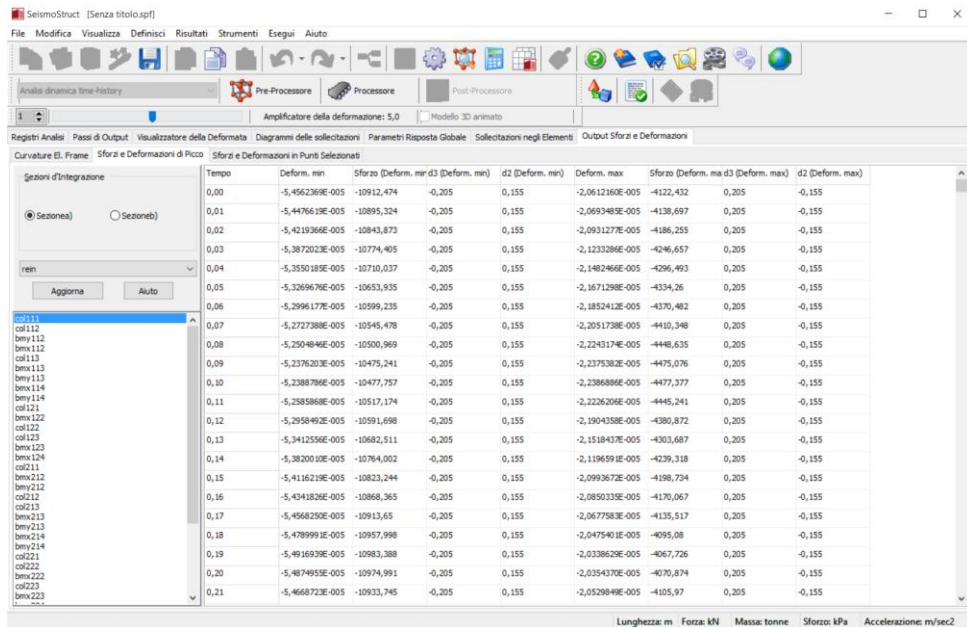 SeismoStruct [Senza titolo.spf]
File Modifica Visualizza Definisci Risultati Strumenti Esegui Aiuto
Analisi dinamica time-history Pre-Processore Processore Post-Processore
1 Amplificatore della deformazione: 5,0 Modello 3D animato
Registri Analisi Passi di Output Visualizzatore della Deformata Diagrammi delle sollecitazioni Parametri Risposta Globale Sollecitazioni negli Elementi Output Sforzi e Deformazioni
Curvature El. Frame Sforzi e Deformazioni di Picco Sforzi e Deformazioni in Punti Selezionati
Sezioni d'Integrazione
Sezionea) Sezioneb)
rein
Aggiorna Aiuto
col111
col112
bmy112
bmx112
col113
bmx113
bmy113
bmx114
bmy114
col121
bmx122
col122
col123
bmx123
bmx124
col211
bmx212
bmy212
col212
col213
bmx213
bmy213
bmx214
bmy214
col221
col222
bmx222
col223
bmx223
Tempo Deform. min Sforzo (Deform. mir d3 (Deform. min) d2 (Deform. min) Deform. max Sforzo (Deform. ma d3 (Deform. max) d2 (Deform. max)
0,00 -5,4562369E-005 -10912,474 -0,205 0,155 -2,0612160E-005 -4122,432 0,205 -0,155
0,01 -5,4476619E-005 -10895,324 -0,205 0,155 -2,0693485E-005 -4138,697 0,205 -0,155
0,02 -5,4219366E-005 -10843,873 -0,205 0,155 -2,0931277E-005 -4186,255 0,205 -0,155
0,03 -5,3872023E-005 -10774,405 -0,205 0,155 -2,1233286E-005 -4246,657 0,205 -0,155
0,04 -5,3550185E-005 -10710,037 -0,205 0,155 -2,1482466E-005 -4296,493 0,205 -0,155
0,05 -5,3269676E-005 -10653,935 -0,205 0,155 -2,1671298E-005 -4334,26 0,205 -0,155
0,06 -5,2996177E-005 -10599,235 -0,205 0,155 -2,1852412E-005 -4370,482 0,205 -0,155
0,07 -5,2727388E-005 -10545,478 -0,205 0,155 -2,2051738E-005 -4410,348 0,205 -0,155
0,08 -5,2504846E-005 -10500,969 -0,205 0,155 -2,2243174E-005 -4448,635 0,205 -0,155
0,09 -5,2376203E-005 -10475,241 -0,205 0,155 -2,2375382E-005 -4475,076 0,205 -0,155
0,10 -5,2388786E-005 -10477,757 -0,205 0,155 -2,2386886E-005 -4477,377 0,205 -0,155
0,11 -5,2585868E-005 -10517,174 -0,205 0,155 -2,2226206E-005 -4445,241 0,205 -0,155
0,12 -5,2958492E-005 -10591,698 -0,205 0,155 -2,1904358E-005 -4380,872 0,205 -0,155
0,13 -5,3412556E-005 -10682,511 -0,205 0,155 -2,1518437E-005 -4303,687 0,205 -0,155
0,14 -5,3820010E-005 -10764,002 -0,205 0,155 -2,1196591E-005 -4239,318 0,205 -0,155
0,15 -5,4116219E-005 -10823,244 -0,205 0,155 -2,0993672E-005 -4198,734 0,205 -0,155
0,16 -5,4341826E-005 -10868,365 -0,205 0,155 -2,0850335E-005 -4170,067 0,205 -0,155
0,17 -5,4568250E-005 -10913,65 -0,205 0,155 -2,0677583E-005 -4135,517 0,205 -0,155
0,18 -5,4789991E-005 -10957,998 -0,205 0,155 -2,0475401E-005 -4095,08 0,205 -0,155
0,19 -5,4916939E-005 -10983,388 -0,205 0,155 -2,0338629E-005 -4067,726 0,205 -0,155
0,20 -5,4874955E-005 -10974,991 -0,205 0,155 -2,0354370E-005 -4070,874 0,205 -0,155
0,21 -5,4668723E-005 -10933,745 -0,205 0,155 -2,0529849E-005 -4105,97 0,205 -0,155
Lunghezza: m Forza: kN Massa: tonne Sforzo: kPa Accelerazione: m/sec2